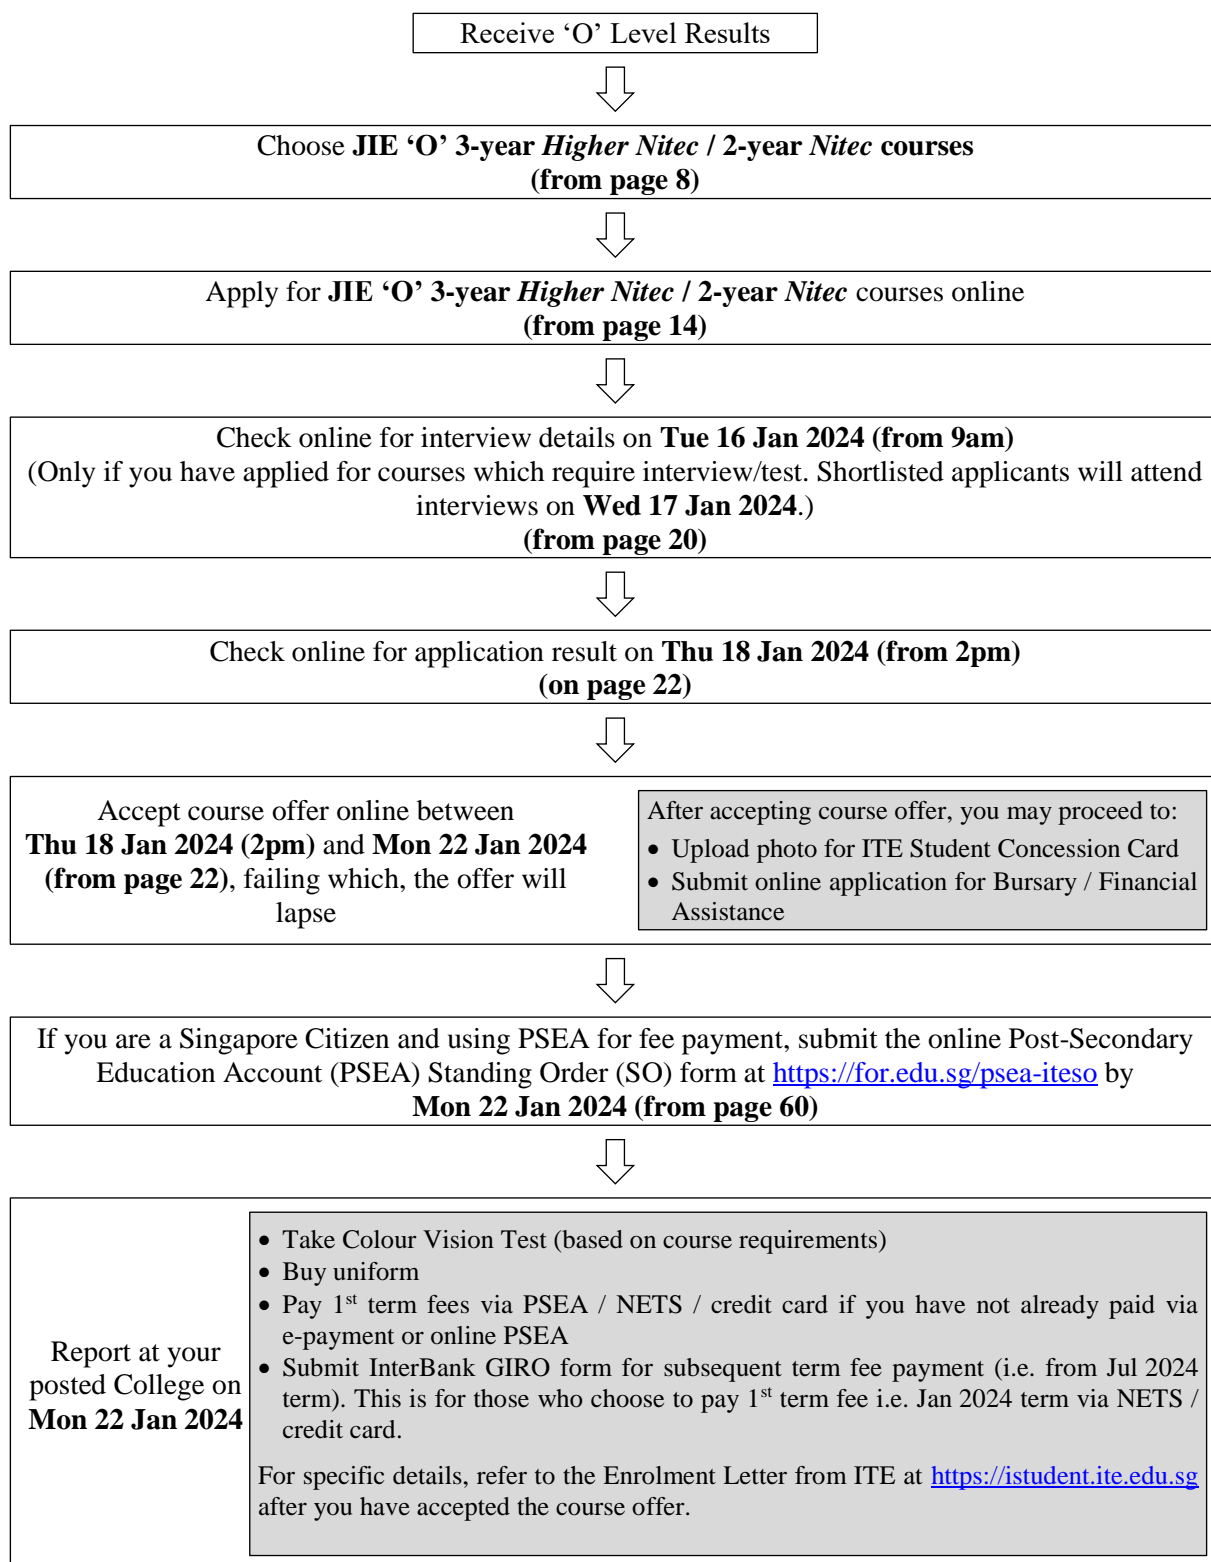 Receive ‘O’ Level Results
Choose JIE ‘O’ 3-year Higher Nitec / 2-year Nitec courses
(from page 8)
Apply for JIE ‘O’ 3-year Higher Nitec / 2-year Nitec courses online
(from page 14)
Check online for interview details on Tue 16 Jan 2024 (from 9am)
(Only if you have applied for courses which require interview/test. Shortlisted applicants will attend
interviews on Wed 17 Jan 2024.)
(from page 20)
Check online for application result on Thu 18 Jan 2024 (from 2pm)
(on page 22)
Accept course offer online between
Thu 18 Jan 2024 (2pm) and Mon 22 Jan 2024
(from page 22), failing which, the offer will
lapse
After accepting course offer, you may proceed to:
• Upload photo for ITE Student Concession Card
• Submit online application for Bursary / Financial
Assistance
If you are a Singapore Citizen and using PSEA for fee payment, submit the online Post-Secondary
Education Account (PSEA) Standing Order (SO) form at https://for.edu.sg/psea-iteso by
Mon 22 Jan 2024 (from page 60)
Report at your
posted College on
Mon 22 Jan 2024
• Take Colour Vision Test (based on course requirements)
• Buy uniform
• Pay 1st term fees via PSEA / NETS / credit card if you have not already paid via
e-payment or online PSEA
• Submit InterBank GIRO form for subsequent term fee payment (i.e. from Jul 2024
term). This is for those who choose to pay 1st term fee i.e. Jan 2024 term via NETS /
credit card.
For specific details, refer to the Enrolment Letter from ITE at https://istudent.ite.edu.sg
after you have accepted the course offer.